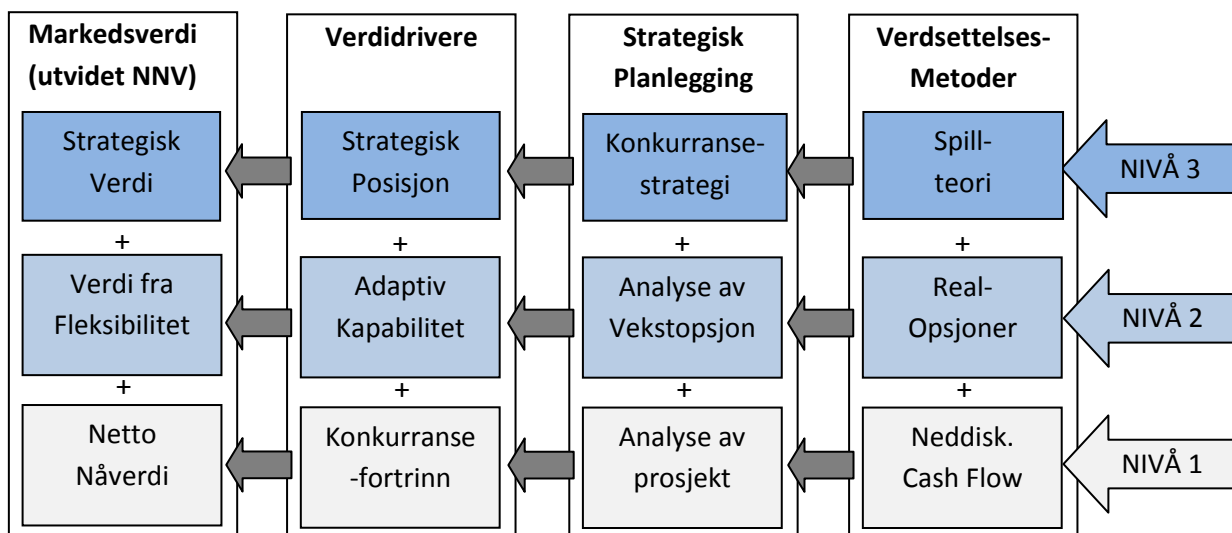 Markedsverdi
(utvidet NNV)
Verdidrivere
Strategisk
Planlegging
Verdsettelses-
Metoder
Strategisk
Verdi
Strategisk
Posisjon
Konkurranse-
strategi
Spill-
teori
NIVÅ 3
+
+
+
+
Verdi fra
Fleksibilitet
Adaptiv
Kapabilitet
Analyse av
Vekstopsjon
Real-
Opsjoner
NIVÅ 2
+
+
+
+
Netto
Nåverdi
Konkurranse
-fortrinn
Analyse av
prosjekt
Neddisk.
Cash Flow
NIVÅ 1